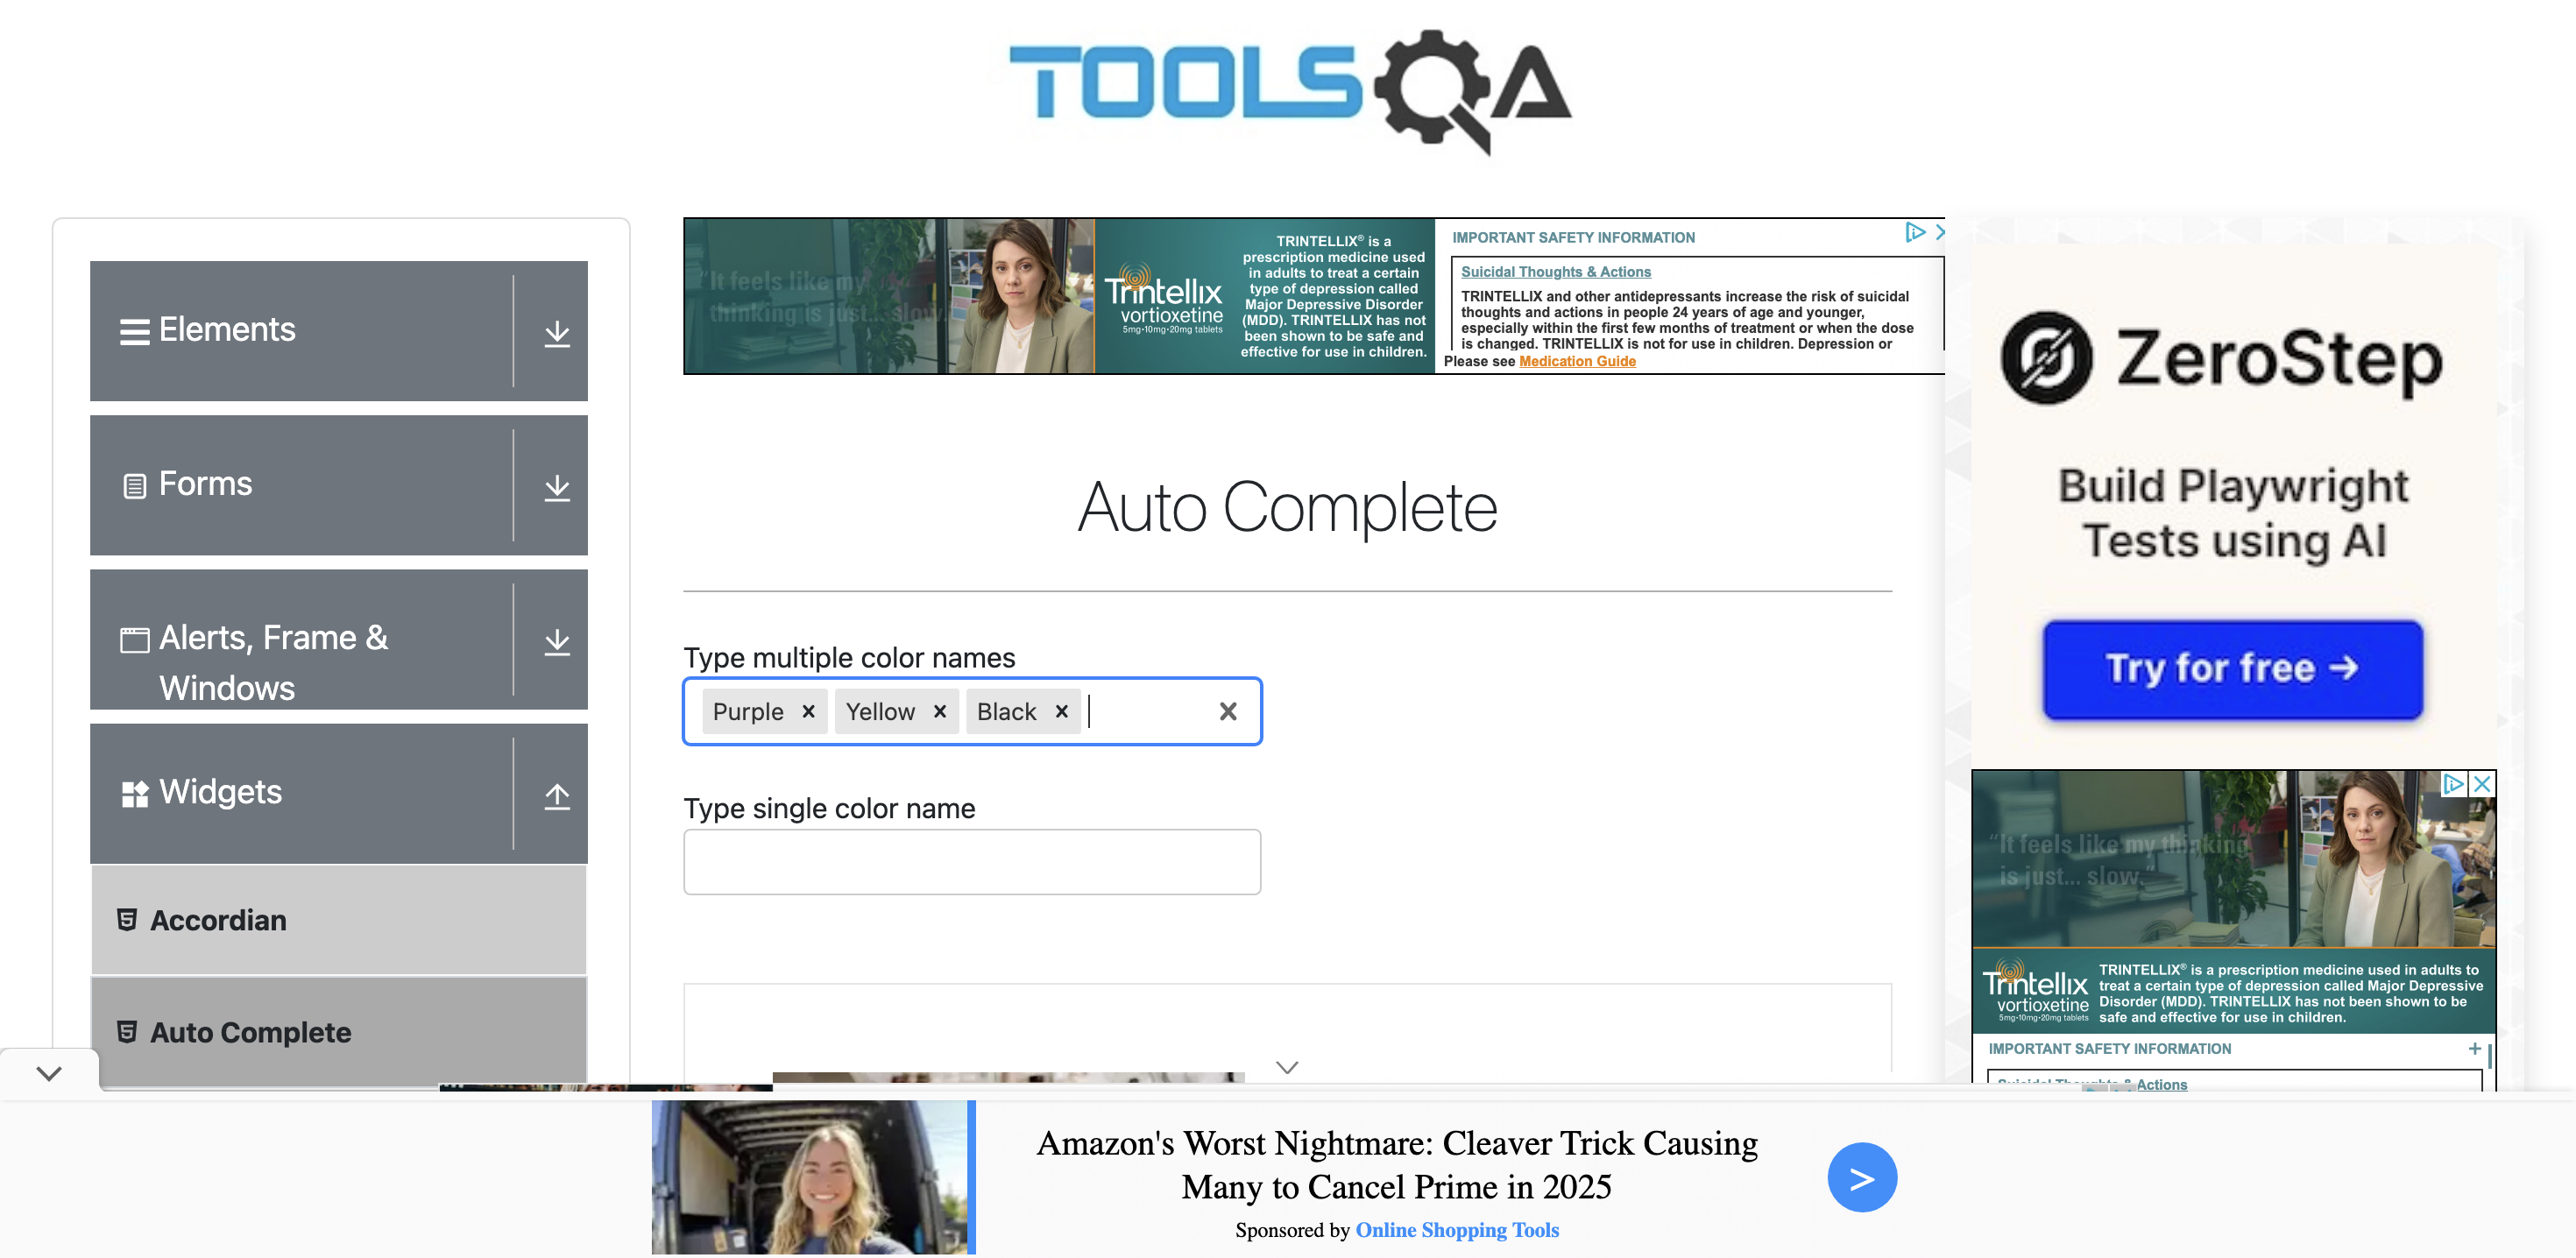 TOOLSQA
Elements
Forms
Alerts, Frame &
Windows
Widgets
Accordian
Auto Complete
"It feels like my
thinking is just... slow.
Trintellix
vortioxetine
5mg•10mg•20mg tablets
TRINTELLIX® is a
prescription medicine used
in adults to treat a certain
type of depression called
Major Depressive Disorder
(MDD). TRINTELLIX has not
been shown to be safe and
effective for use in children.
IMPORTANT SAFETY INFORMATION
Suicidal Thoughts & Actions
TRINTELLIX and other antidepressants increase the risk of suicidal
thoughts and actions in people 24 years of age and younger,
especially within the first few months of treatment or when the dose
is changed. TRINTELLIX is not for use in children. Depression or
Please see Medication Guide
Auto Complete
Type multiple color names
Purple Yellow Black
Type single color name
ZeroStep
Build Playwright
Tests using AI
Try for free →
"It feels like my thinking
is just... slow."
Trintellix
vortioxetine
5mg•10mg•20mg tablets
TRINTELLIX® is a prescription medicine used in adults to
treat a certain type of depression called Major Depressive
Disorder (MDD). TRINTELLIX has not been shown to be
safe and effective for use in children.
IMPORTANT SAFETY INFORMATION +
Suicidal Thoughts & Actions
Amazon's Worst Nightmare: Cleaver Trick Causing
Many to Cancel Prime in 2025
Sponsored by Online Shopping Tools
>